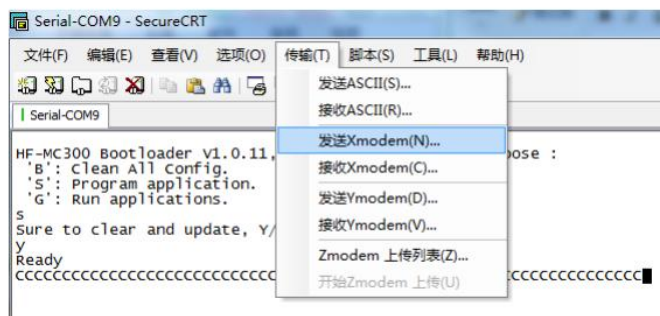 Serial-COM9 - SecureCRT
文件(F) 编辑(E) 查看(V) 选项(O) 传输(T) 脚本(S) 工具(L) 帮助(H)
Serial-COM9
发送ASCII(S)...
接收ASCII(R)...
发送Xmodem(N)...
接收Xmodem(C)...
发送Ymodem(D)...
接收Ymodem(V)...
Zmodem 上传列表(Z)...
开始Zmodem 上传(U)
HF-MC300 Bootloader V1.0.11, ose :
'B': Clean All Config.
'S': Program application.
'G': Run applications.
s
Sure to clear and update, Y/
y
Ready
CCCCCCCCCCCCCCCCCCCCCCCCCCCCC CCCCCCCCCCCCCCC